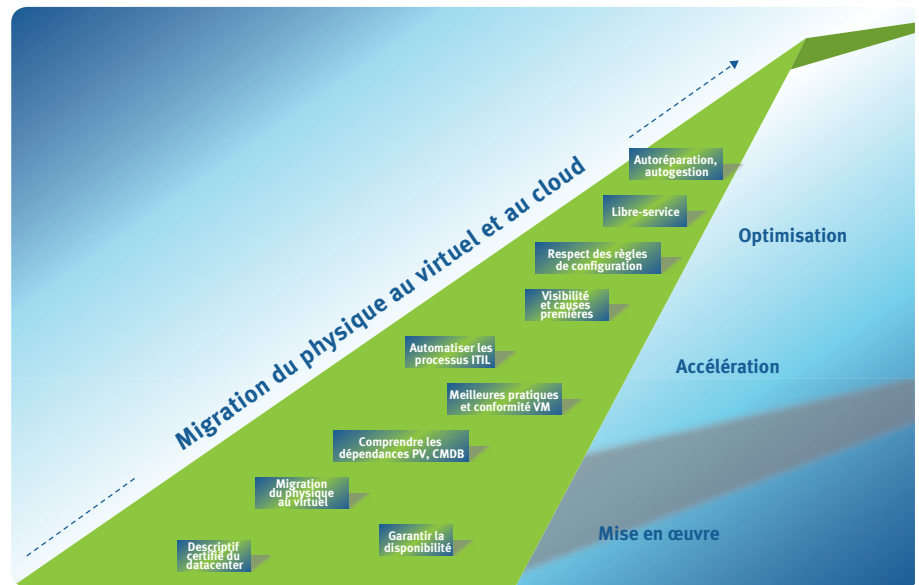 Migration du physique au virtuel et au cloud
Autoréparation,
autogestion
Libre-service
Optimisation
Respect des règles
de configuration
Visibilité
et causes
premières
Automatiser les
processus ITIL
Accélération
Meilleures pratiques
et conformité VM
Comprendre les
dépendances PV, CMDB
Migration
du physique
au virtuel
Garantir la
disponibilité
Mise en œuvre
Descriptif
certifié du
datacenter